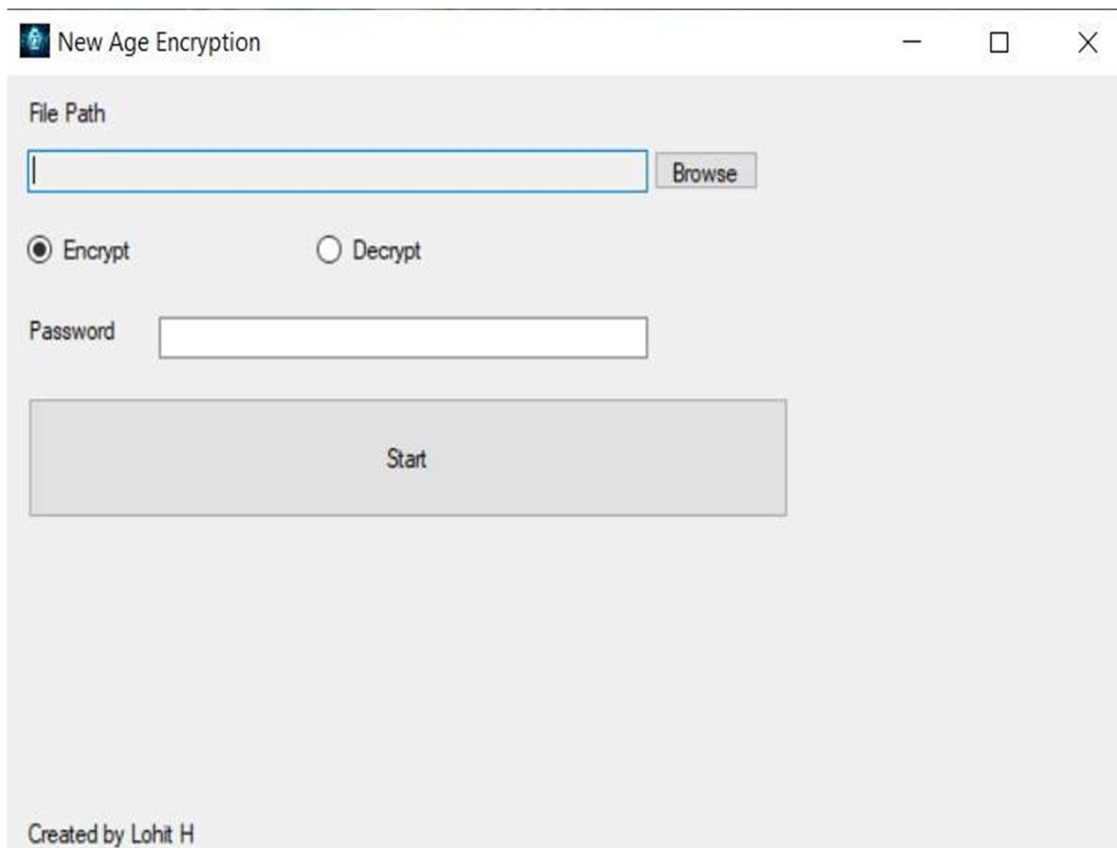 New Age Encryption
File Path
Browse
Encrypt Decrypt
Password
Start
Created by Lohit H